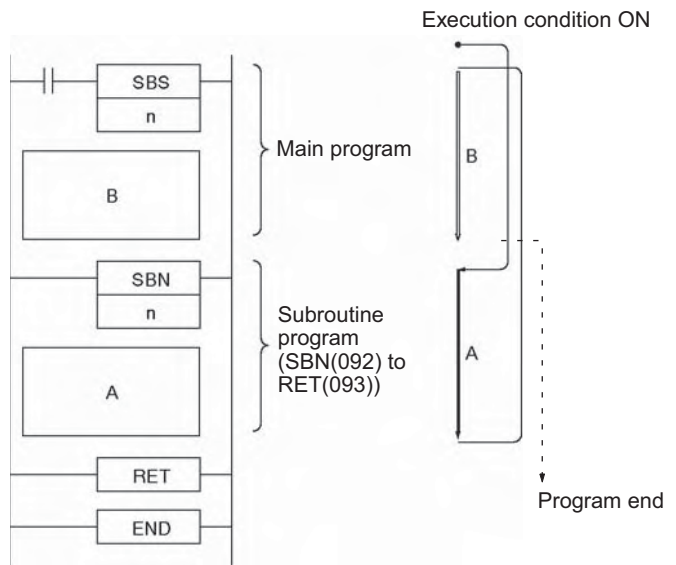 Execution condition ON
SBS
n
Main program
B
B
SBN
n
Subroutine
program
(SBN(092) to
RET(093))
A
A
RET
Program end
END